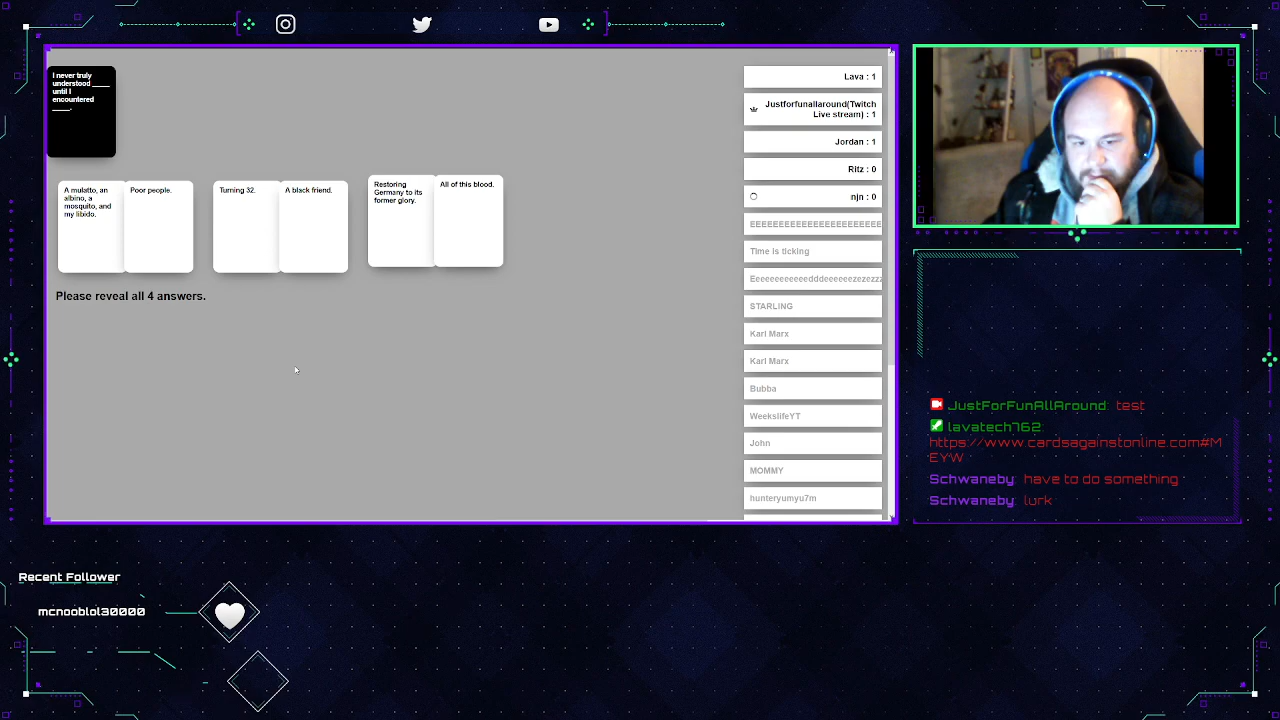 I never truly
understood ____
until I
encountered
____.
A mulatto, an
albino, a
mosquito, and
my libido.
Poor people.
Turning 32.
A black friend.
Restoring
Germany to its
former glory.
All of this blood.
Please reveal all 4 answers.
Lava : 1
Justforfunallaround(Twitch
Live stream) : 1
Jordan : 1
Ritz : 0
njn : 0
Time is ticking
STARLING
Karl Marx
Karl Marx
Bubba
WeekslifeYT
John
MOMMY
hunteryumyu7m
JustForFunAllAround: test
lavatech762:
https://www.cardsagainstonline.com#M
EYW
Schwaneby: have to do something
Schwaneby: lurk
Recent Follower
mcnooblol30000